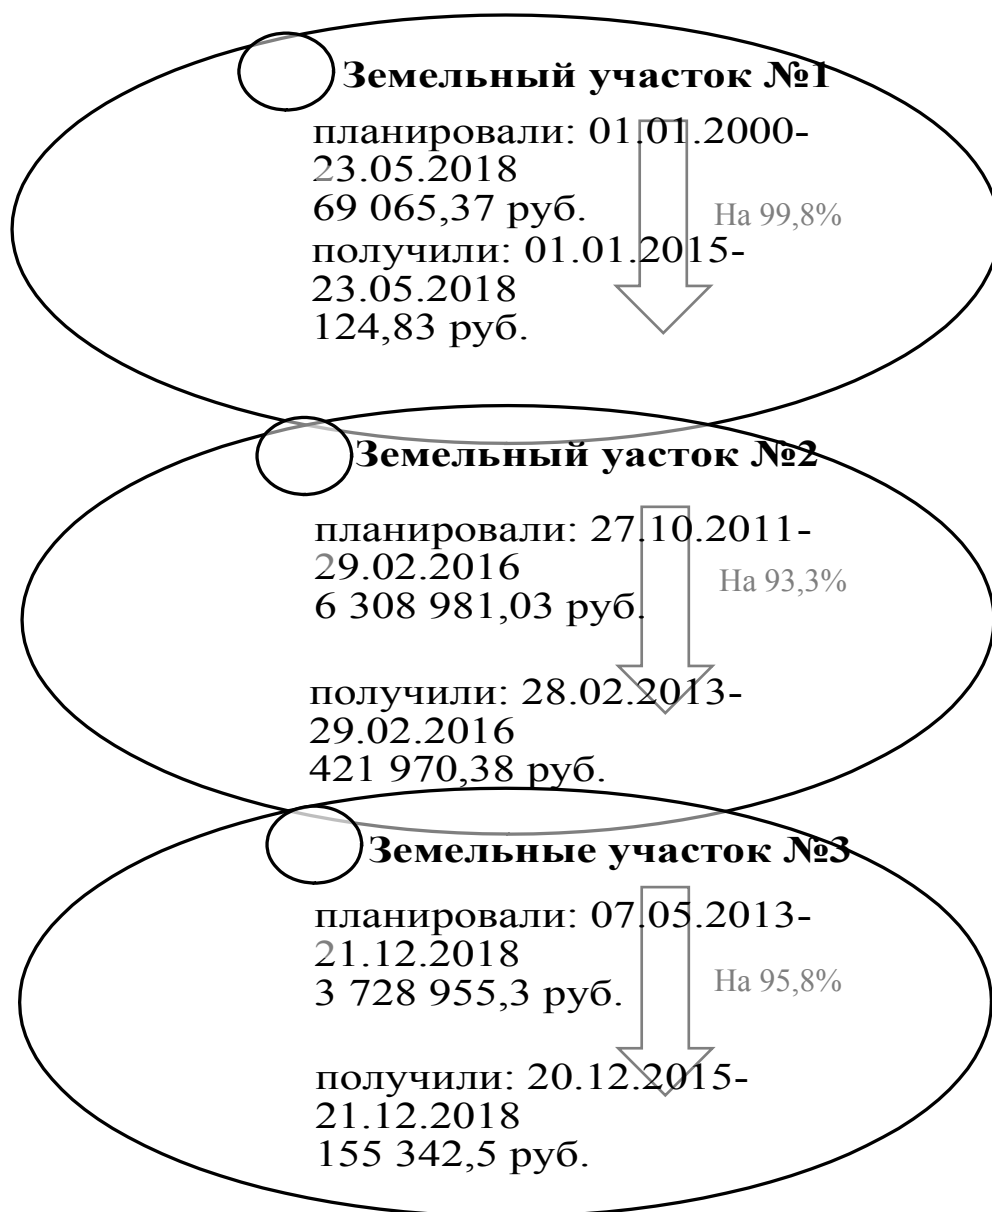 Земельный участок №1
планировали: 01.01.2000-
23.05.2018
69 065,37 руб.
На 99,8%
получили: 01.01.2015-
23.05.2018
124,83 руб.
Земельный уасток №2
планировали: 27.10.2011-
29.02.2016
На 93,3%
6 308 981,03 руб.
получили: 28.02.2013-
29.02.2016
421 970,38 руб.
Земельные участок №3
планировали: 07.05.2013-
21.12.2018
3 728 955,3 руб.
На 95,8%
получили: 20.12.2015-
21.12.2018
155 342,5 руб.